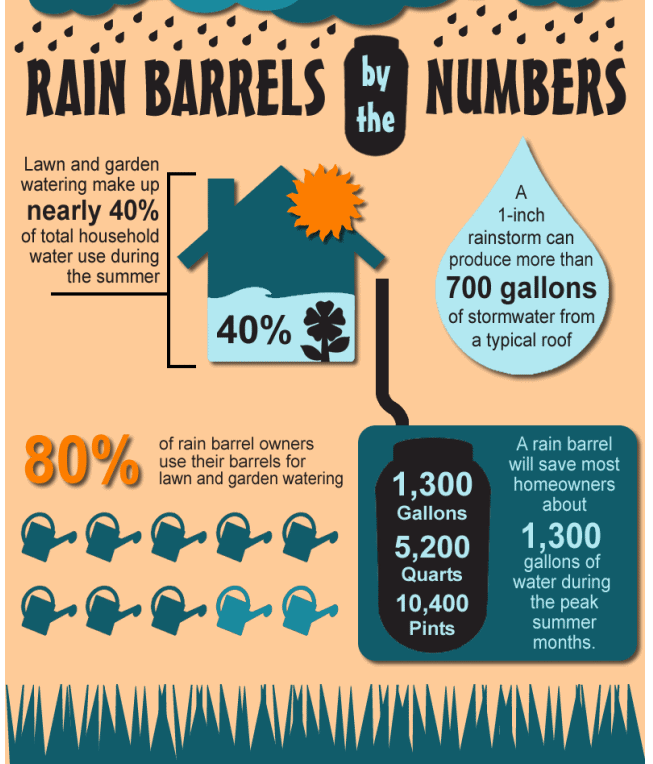 RAIN BARRELS by the NUMBERS
Lawn and garden
watering make up
nearly 40%
of total household
water use during
the summer
40%
A
1-inch
rainstorm can
produce more than
700 gallons
of stormwater from
a typical roof
80%
of rain barrel owners
use their barrels for
lawn and garden watering
1,300
Gallons
5,200
Quarts
10,400
Pints
A rain barrel
will save most
homeowners
about
1,300
gallons of
water during
the peak
summer
months.